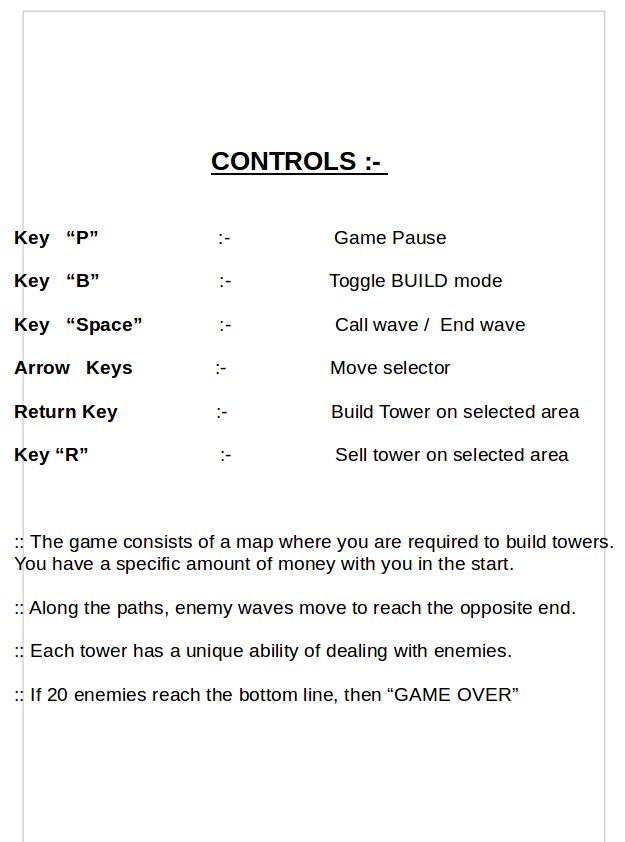 CONTROLS :-
Key “P” :- Game Pause
Key “B” :- Toggle BUILD mode
Key “Space” :- Call wave / End wave
Arrow Keys :- Move selector
Return Key :- Build Tower on selected area
Key “R” :- Sell tower on selected area
:: The game consists of a map where you are required to build towers.
You have a specific amount of money with you in the start.
:: Along the paths, enemy waves move to reach the opposite end.
:: Each tower has a unique ability of dealing with enemies.
:: If 20 enemies reach the bottom line, then “GAME OVER”